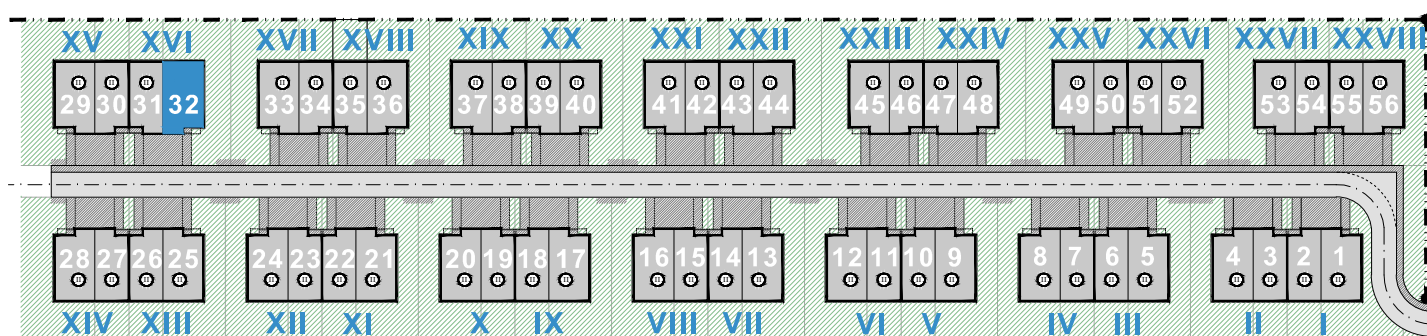 XV XVI XVII XVIII XIX XX XXI XXII XXIII XXIV XXV XXVI XXVII XXVIII
29 30 31 32 33 34 35 36 37 38 39 40 41 42 43 44 45 46 47 48 49 50 51 52 53 54 55 56
28 27 26 25 24 23 22 21 20 19 18 17 16 15 14 13 12 11 10 9 8 7 6 5 4 3 2 1
XIV XIII XII XI X IX VIII VII VI V IV III II I